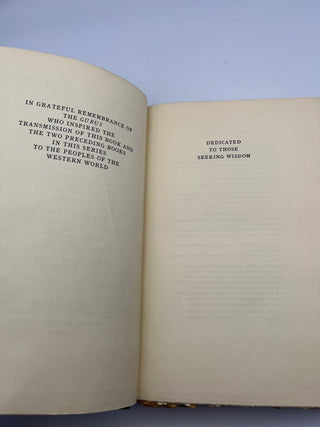 IN GRATEFUL REMEMBRANCE OF
THE GURUS
WHO INSPIRED THE
TRANSMISSION OF THIS BOOK AND
THE TWO PRECEDING BOOKS
IN THIS SERIES
TO THE PEOPLES OF THE
WESTERN WORLD
DEDICATED
TO THOSE
SEEKING WISDOM